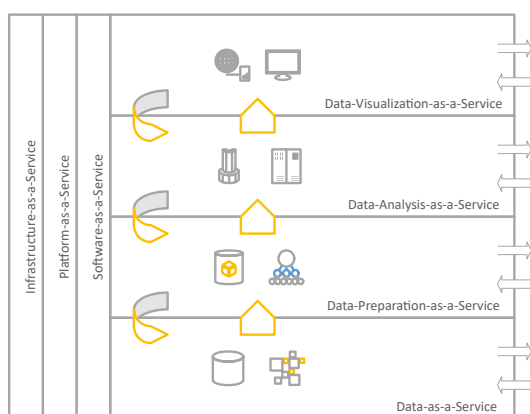 Infrastructure-as-a-Service
Platform-as-a-Service
Software-as-a-Service
Data-Visualization-as-a-Service
Data-Analysis-as-a-Service
Data-Preparation-as-a-Service
Data-as-a-Service